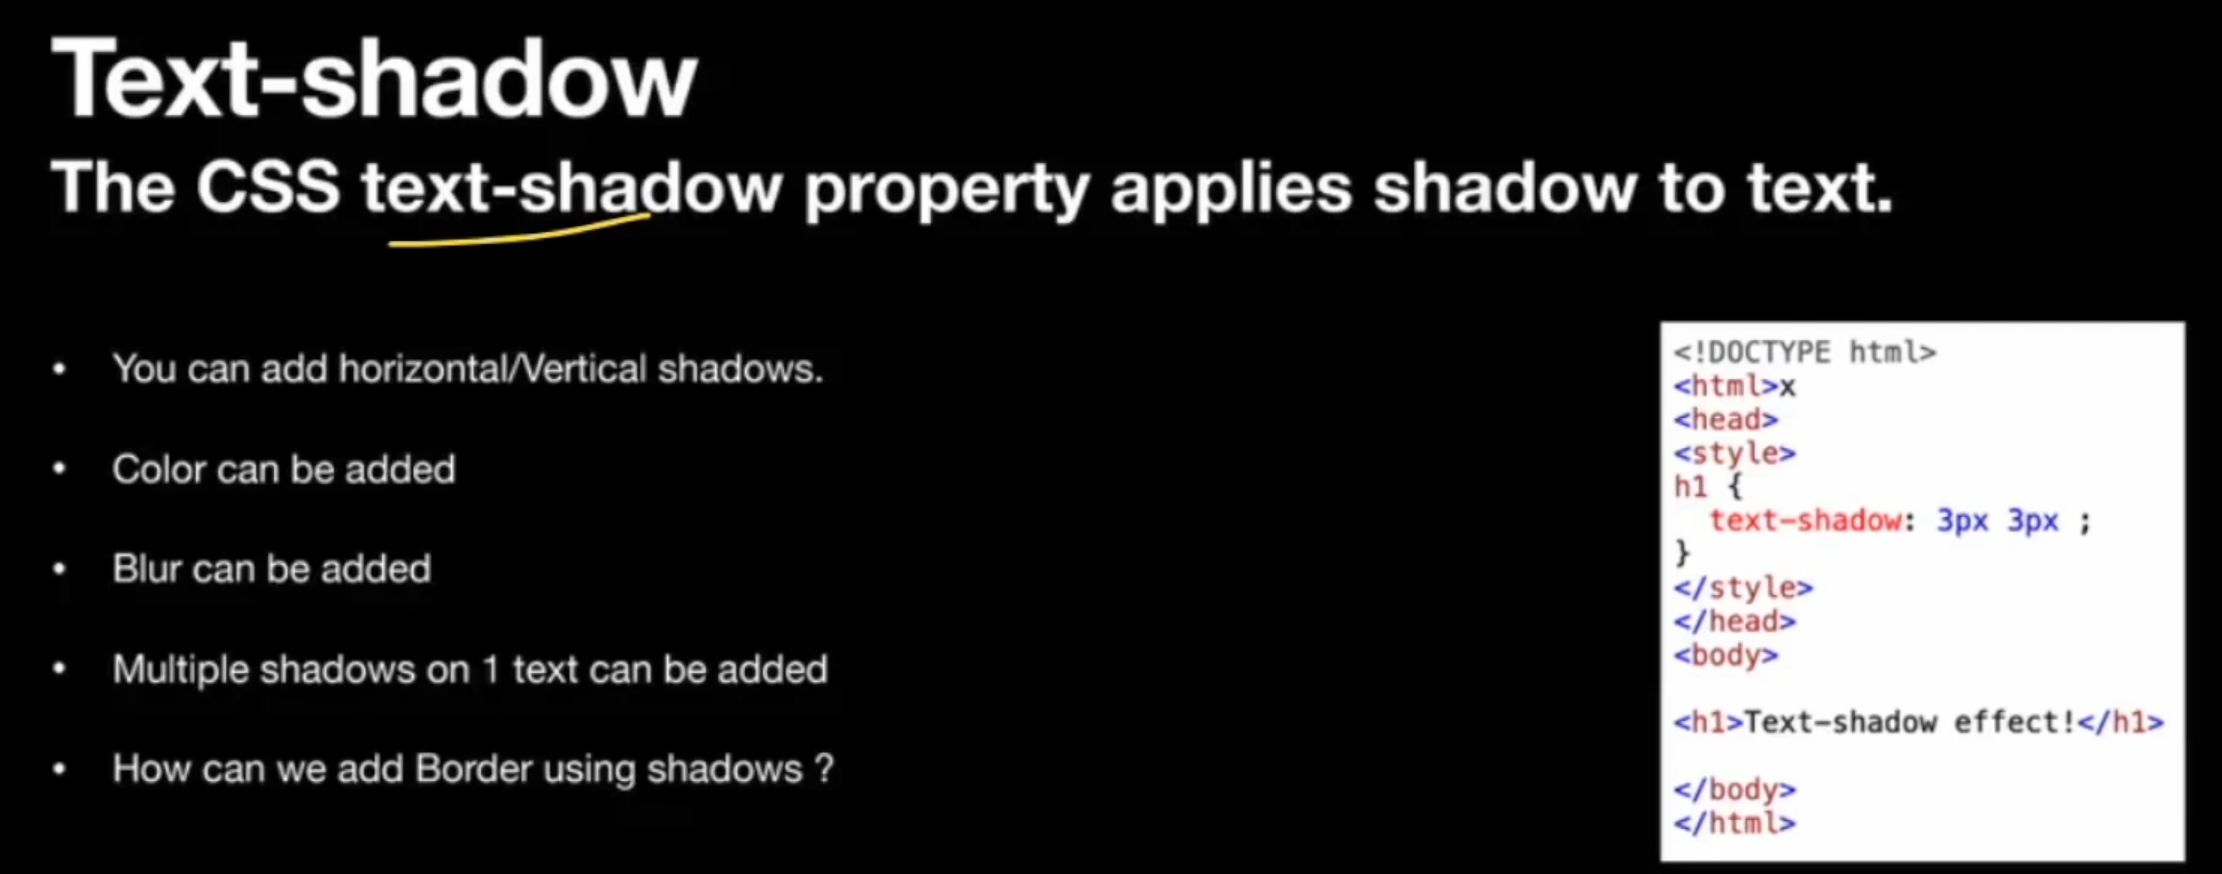 Text-shadow
The CSS text-shadow property applies shadow to text.
• You can add horizontal/Vertical shadows.
• Color can be added
• Blur can be added
• Multiple shadows on 1 text can be added
• How can we add Border using shadows ?
<!DOCTYPE html>
<html>x
<head>
<style>
h1 {
  text-shadow: 3px 3px ;
}
</style>
</head>
<body>
<h1>Text-shadow effect!</h1>
</body>
</html>